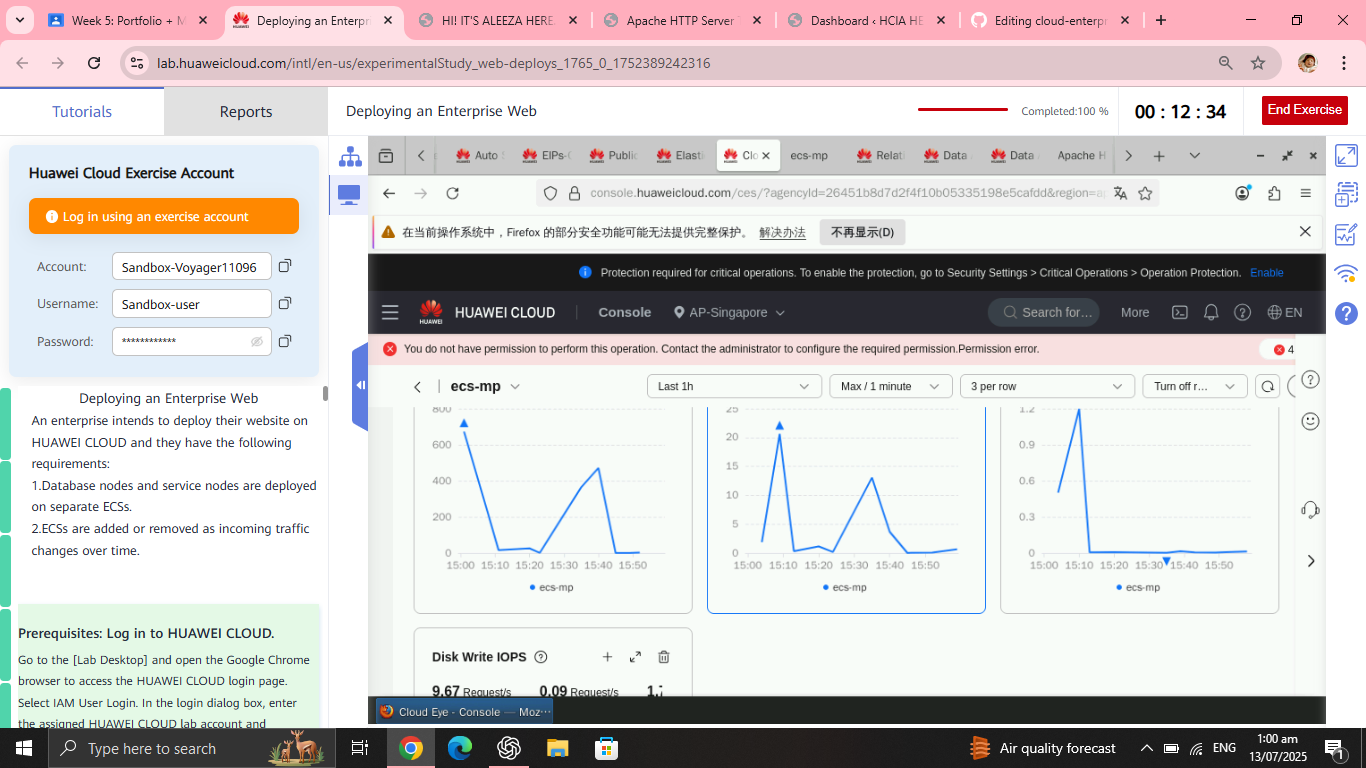 Week 5: Portfolio + M
Deploying an Enterpri
HI! IT'S ALEEZA HERE.
Apache HTTP Server
Dashboard ‹ HCIA HE
Editing cloud-enterpr
lab.huaweicloud.com/intl/en-us/experimentalStudy_web-deploys_1765_0_1752389242316
Tutorials
Reports
Deploying an Enterprise Web
Completed:100 %
00 : 12 : 34
End Exercise
Huawei Cloud Exercise Account
Log in using an exercise account
Account:
Sandbox-Voyager11096
Username:
Sandbox-user
Password:
************
Deploying an Enterprise Web
An enterprise intends to deploy their website on
HUAWEI CLOUD and they have the following
requirements:
1.Database nodes and service nodes are deployed
on separate ECSs.
2.ECSs are added or removed as incoming traffic
changes over time.
Prerequisites: Log in to HUAWEI CLOUD.
Go to the [Lab Desktop] and open the Google Chrome
browser to access the HUAWEI CLOUD login page.
Select IAM User Login. In the login dialog box, enter
the assigned HUAWEI CLOUD lab account and
Auto
EIPs-
Public
Elasti
Clo
ecs-mp
Relat
Data
Data
Apache H
console.huaweicloud.com/ces/?agencyId=26451b8d7d2f4f10b05335198e5cafdd&region=a
在当前操作系统中，Firefox 的部分安全功能可能无法提供完整保护。
解决办法
不再显示(D)
Protection required for critical operations. To enable the protection, go to Security Settings > Critical Operations > Operation Protection.
Enable
HUAWEI
HUAWEI CLOUD
Console
AP-Singapore
Search for...
More
EN
You do not have permission to perform this operation. Contact the administrator to configure the required permission.Permission error.
4
ecs-mp
Last 1h
Max / 1 minute
3 per row
Turn off r...
800
600
400
200
0
15:00 15:10 15:20 15:30 15:40 15:50
ecs-mp
25
20
15
10
5
0
15:00 15:10 15:20 15:30 15:40 15:50
ecs-mp
1.2
0.9
0.6
0.3
0
15:00 15:10 15:20 15:30 15:40 15:50
ecs-mp
Disk Write IOPS
9.67 Request/s
0.09 Request/s
Cloud Eye - Console — Moz···
Type here to search
Air quality forecast
ENG
1:00 am
13/07/2025
1